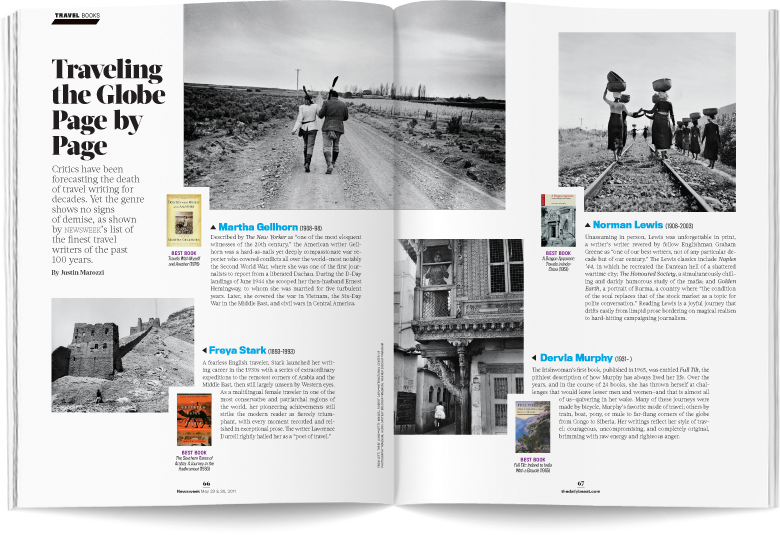 TRAVEL BOOKS
Traveling
the Globe
Page by
Page
Critics have been
forecasting the death
of travel writing for
decades. Yet the genre
shows no signs
of demise, as shown
by NEWSWEEK's list of
the finest travel
writers of the past
100 years.
By Justin Marozzi
BEST BOOK
Travels With Myself
and Another (1978)
Martha Gellhorn (1908-98)
Described by The New Yorker as "one of the most eloquent
witnesses of the 20th century," the American writer Gell-
horn was a hard-as-nails yet deeply compassionate war re-
porter who covered conflicts all over the world—most notably
the Second World War, where she was one of the first jour-
nalists to report from a liberated Dachau. During the D-Day
landings of June 1944 she scooped her then-husband Ernest
Hemingway, to whom she was married for five turbulent
years. Later, she covered the war in Vietnam, the Six-Day
War in the Middle East, and civil wars in Central America.
Freya Stark (1893-1993)
A fearless English traveler, Stark launched her writ-
ing career in the 1930s with a series of extraordinary
expeditions to the remotest corners of Arabia and the
Middle East, then still largely unseen by Western eyes.
As a multilingual female traveler in one of the
most conservative and patriarchal regions of
the world, her pioneering achievements still
strike the modern reader as fiercely trium-
phant, with every moment recorded and rel-
ished in exceptional prose. The writer Lawrence
Durrell rightly hailed her as a "poet of travel."
BEST BOOK
The Southern Gates of
Arabia: A Journey in the
Hadhramaut (1936)
66
Newsweek May 23 & 30, 2011
BEST BOOK
A Dragon Apparent:
Travels in Indo-
China (1951)
Norman Lewis (1908-2003)
Unassuming in person, Lewis was unforgettable in print,
a writer's writer revered by fellow Englishman Graham
Greene as "one of our best writers, not of any particular de-
cade but of our century." The Lewis classics include Naples
'44, in which he recreated the Dantean hell of a shattered
wartime city; The Honoured Society, a simultaneously chill-
ing and darkly humorous study of the mafia; and Golden
Earth, a portrait of Burma, a country where "the condition
of the soul replaces that of the stock market as a topic for
polite conversation." Reading Lewis is a joyful journey that
drifts easily from limpid prose bordering on magical realism
to hard-hitting campaigning journalism.
Dervla Murphy (1931- )
The Irishwoman's first book, published in 1965, was entitled Full Tilt, the
pithiest description of how Murphy has always lived her life. Over the
years, and in the course of 24 books, she has thrown herself at chal-
lenges that would leave lesser men and women—and that is almost all
of us—quivering in her wake. Many of these journeys were
made by bicycle, Murphy's favorite mode of travel; others by
train, boat, pony, or mule to far-flung corners of the globe
from Congo to Siberia. Her writings reflect her style of trav-
el: courageous, uncompromising, and completely original,
brimming with raw energy and righteous anger.
BEST BOOK
Full Tilt: Ireland to India
With a Bicycle (1965)
67
thedailybeast.com